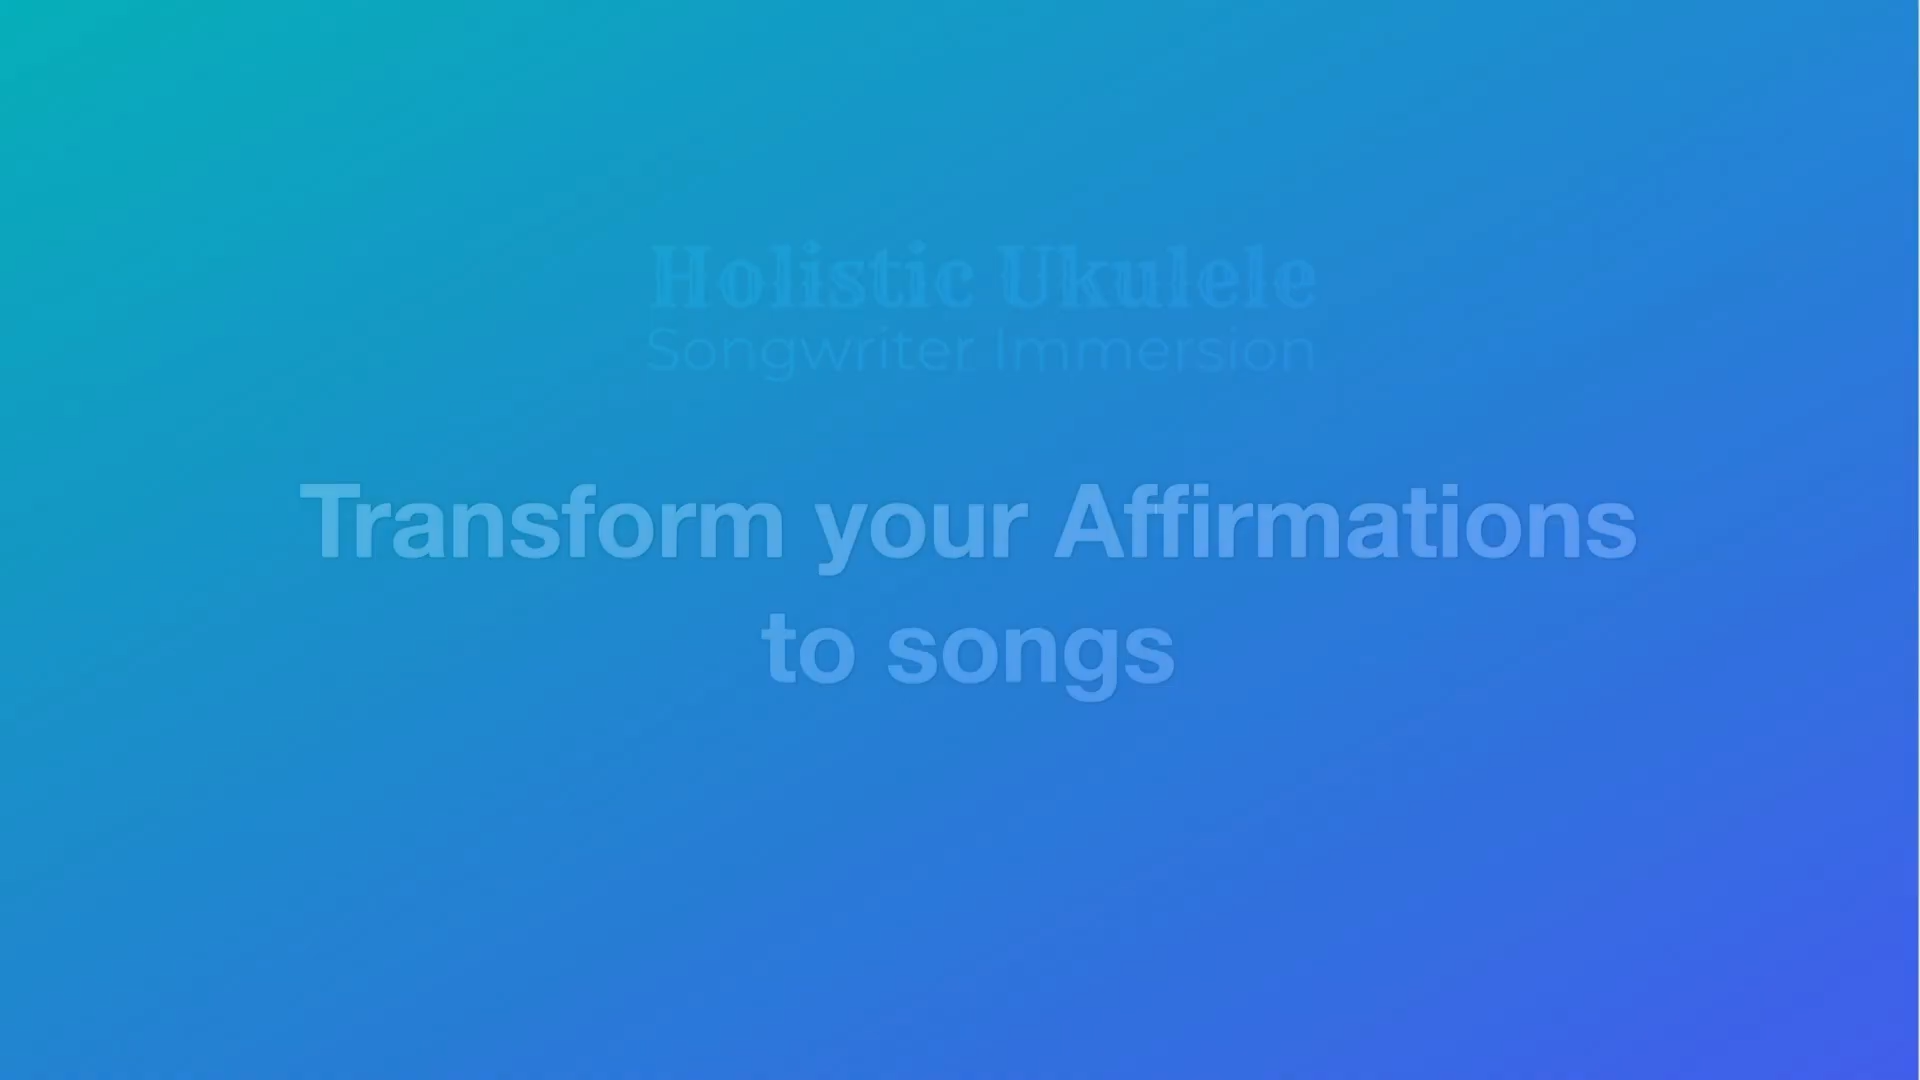 Holistic Ukulele
Songwriter Immersion
Transform your Affirmations
to songs